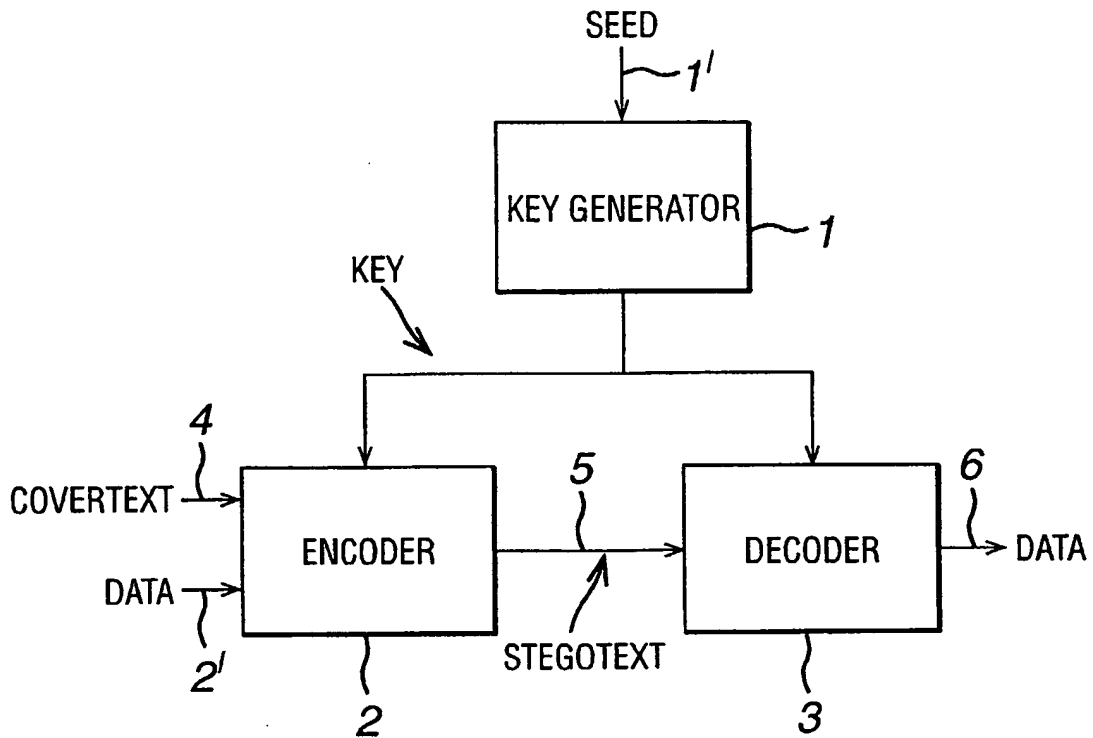 SEED
1'
KEY GENERATOR
1
KEY
4
COVERTEXT
5
6
ENCODER
DECODER
DATA
DATA
2'
STEGOTEXT
2
3